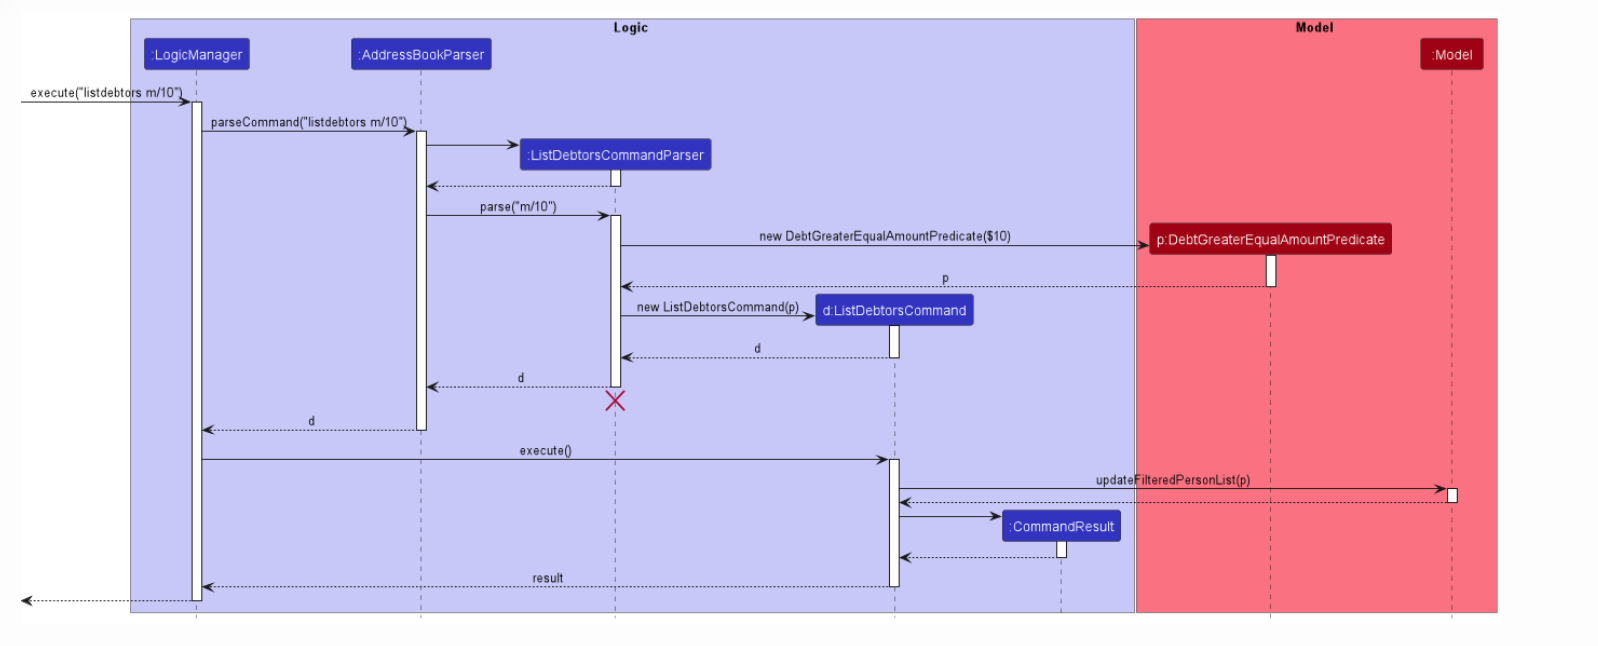 Logic
Model
:LogicManager
:AddressBookParser
:Model
execute("listdebtors m/10")
parseCommand("listdebtors m/10")
:ListDebtorsCommandParser
parse("m/10")
new DebtGreaterEqualAmountPredicate($10)
p:DebtGreaterEqualAmountPredicate
p
new ListDebtorsCommand(p)
d:ListDebtorsCommand
d
d
d
execute()
updateFilteredPersonList(p)
:CommandResult
result